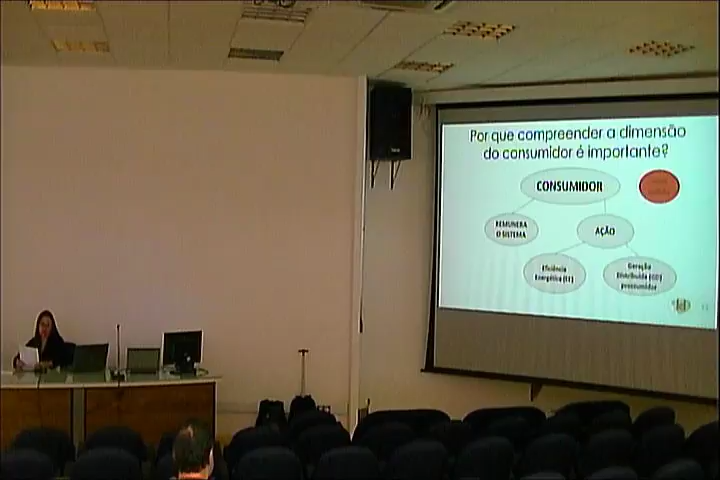 Por que compreender a dimensão
do consumidor é importante?
CONSUMIDOR
REMUNERA
O SISTEMA
AÇÃO
Eficiência
Energética (EE)
Geração
Distribuída (GD)
prossumidor